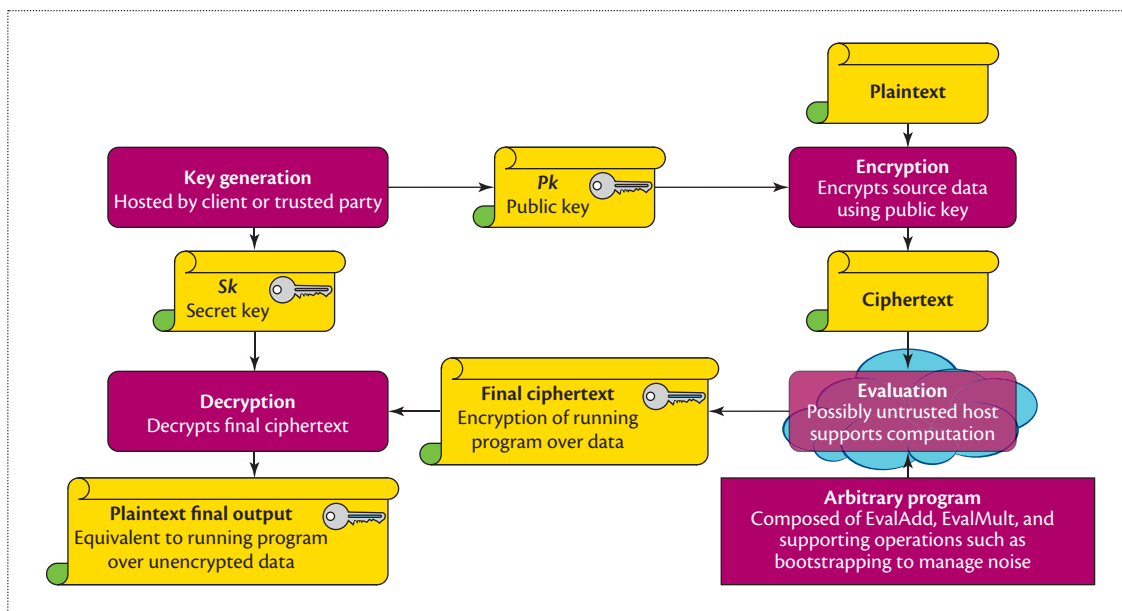 Plaintext
Key generation
Hosted by client or trusted party
Pk
Public key
Encryption
Encrypts source data
using public key
Sk
Secret key
Ciphertext
Decryption
Decrypts final ciphertext
Final ciphertext
Encryption of running
program over data
Evaluation
Possibly untrusted host
supports computation
Plaintext final output
Equivalent to running program
over unencrypted data
Arbitrary program
Composed of EvalAdd, EvalMult, and
supporting operations such as
bootstrapping to manage noise